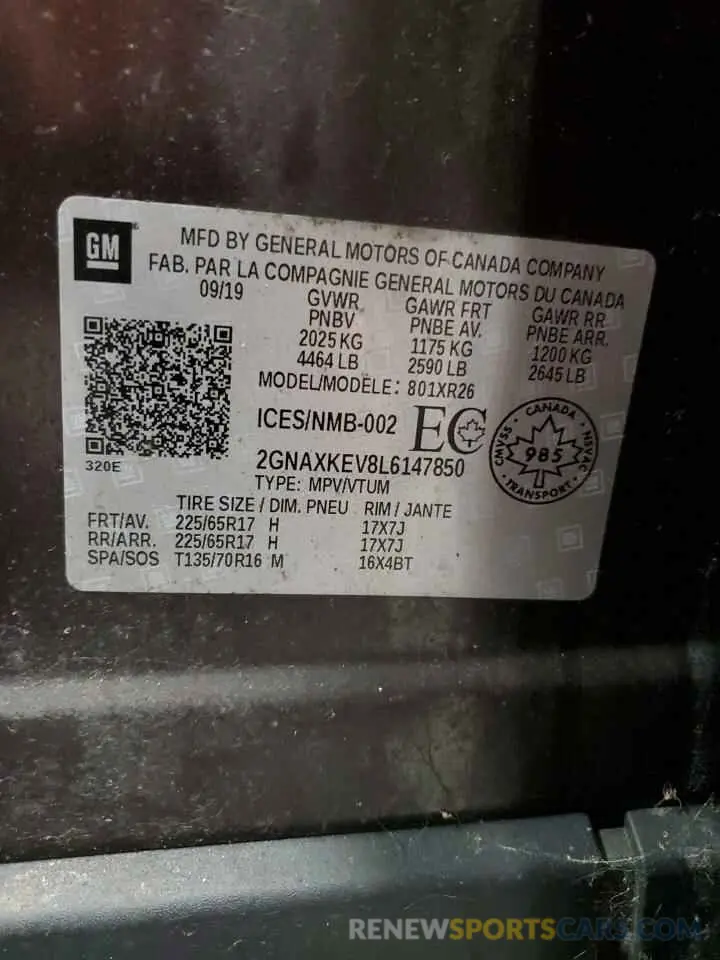 GM
MFD BY GENERAL MOTORS OF CANADA COMPANY
FAB. PAR LA COMPAGNIE GENERAL MOTORS DU CANADA
09/19 GVWR GAWR FRT GAWR RR
PNBV PNBE AV. PNBE ARR.
2025 KG 1175 KG 1200 KG
4464 LB 2590 LB 2645 LB
MODEL/MODÈLE: 801XR26
320E
ICES/NMB-002 EC
2GNAXKEV8L6147850
TYPE: MPV/VTUM
CANADA
CMVSS NSVAC
985
TRANSPORT
TIRE SIZE / DIM. PNEU RIM / JANTE
FRT/AV. 225/65R17 H 17X7J
RR/ARR. 225/65R17 H 17X7J
SPA/SOS T135/70R16 M 16X4BT
RENEWSPORTSCARS.COM